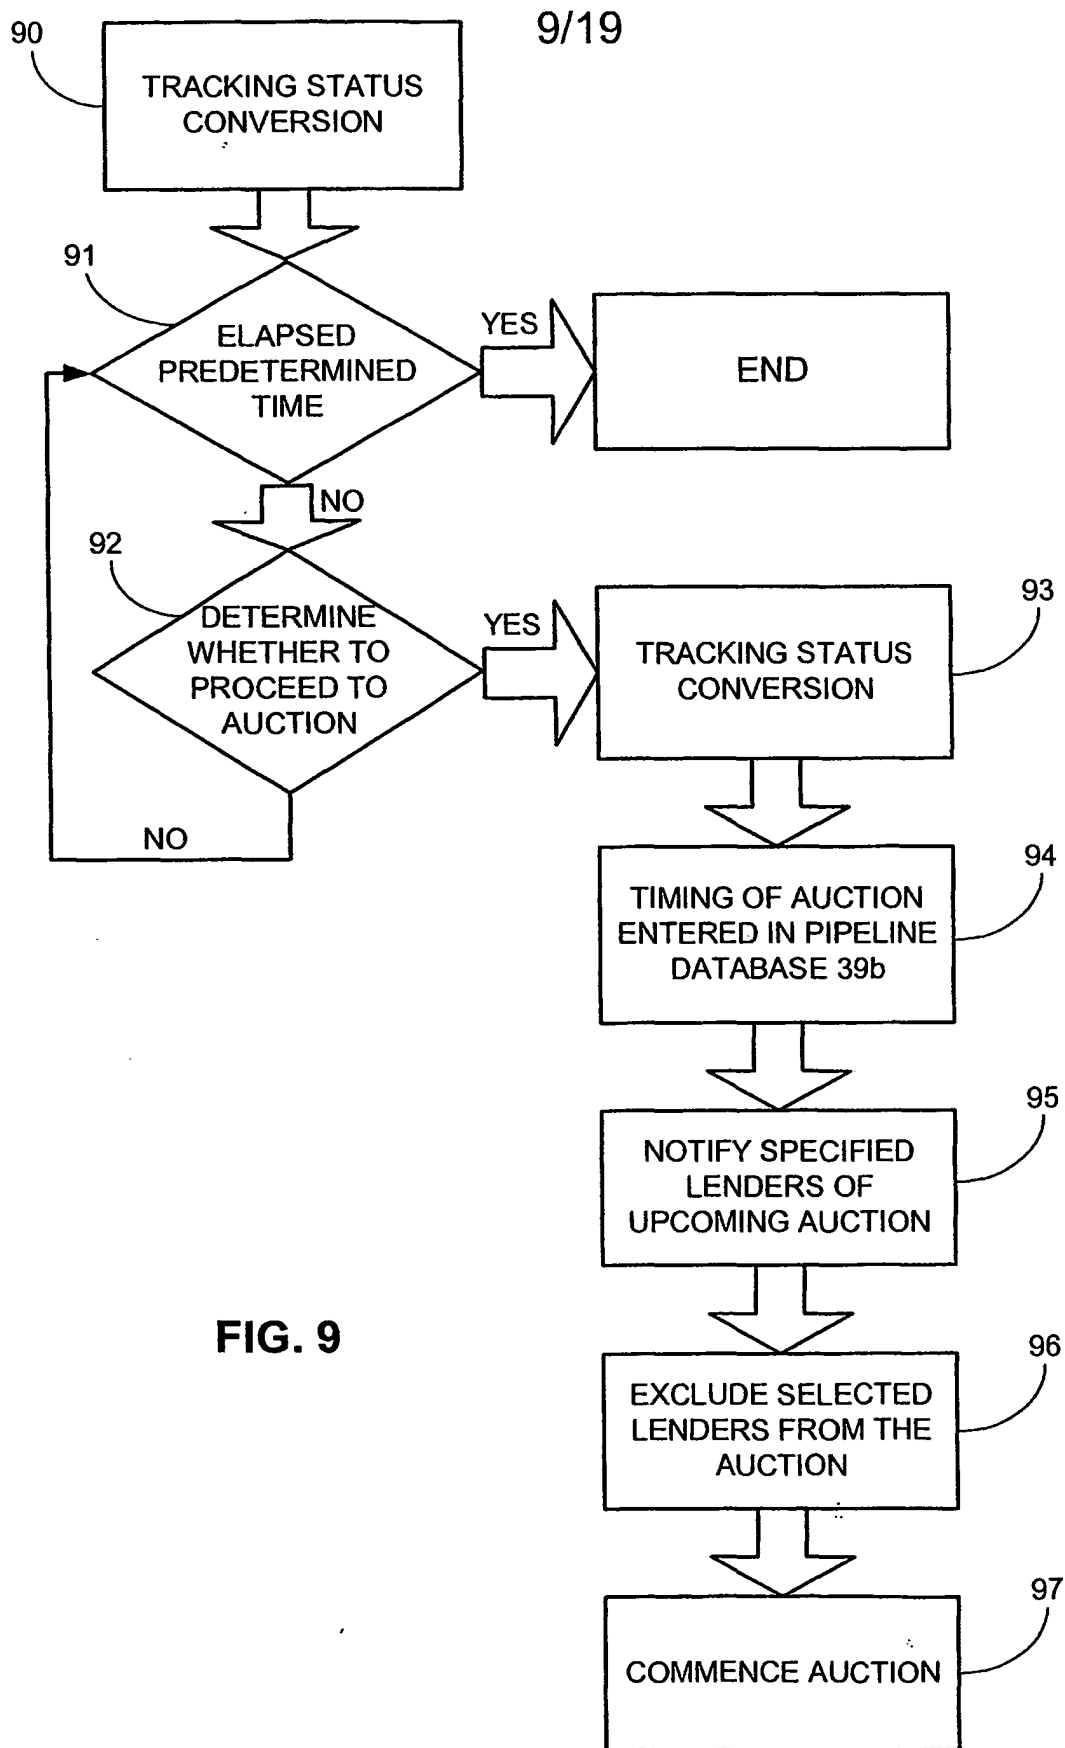 9/19
90
TRACKING STATUS
CONVERSION
91
ELAPSED
PREDETERMINED
TIME
YES
END
NO
92
DETERMINE
WHETHER TO
PROCEED TO
AUCTION
YES
NO
93
TRACKING STATUS
CONVERSION
94
TIMING OF AUCTION
ENTERED IN PIPELINE
DATABASE 39b
95
NOTIFY SPECIFIED
LENDERS OF
UPCOMING AUCTION
96
EXCLUDE SELECTED
LENDERS FROM THE
AUCTION
97
COMMENCE AUCTION
FIG. 9